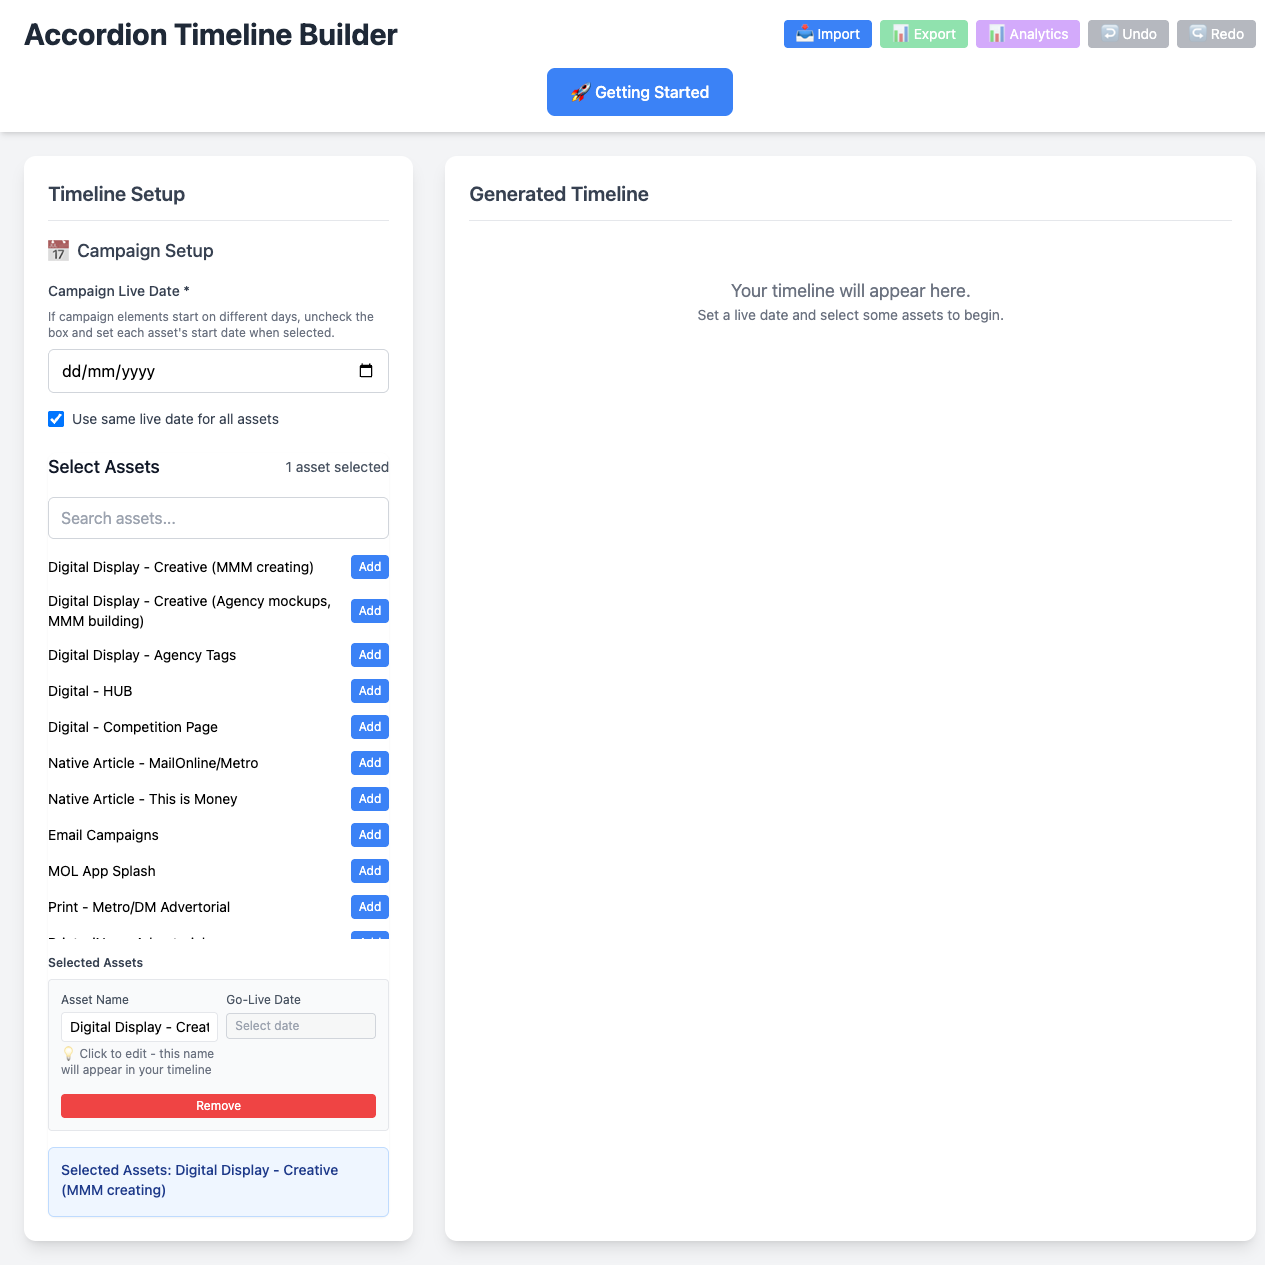 Accordion Timeline Builder
Import
Export
Analytics
Undo
Redo
Getting Started
Timeline Setup
17
Campaign Setup
Campaign Live Date *
If campaign elements start on different days, uncheck the
box and set each asset's start date when selected.
dd/mm/yyyy
Use same live date for all assets
Select Assets
1 asset selected
Search assets...
Digital Display - Creative (MMM creating)
Add
Digital Display - Creative (Agency mockups,
MMM building)
Add
Digital Display - Agency Tags
Add
Digital - HUB
Add
Digital - Competition Page
Add
Native Article - MailOnline/Metro
Add
Native Article - This is Money
Add
Email Campaigns
Add
MOL App Splash
Add
Print - Metro/DM Advertorial
Add
Selected Assets
Asset Name
Go-Live Date
Digital Display - Creat
Select date
Click to edit - this name
will appear in your timeline
Remove
Selected Assets: Digital Display - Creative
(MMM creating)
Generated Timeline
Your timeline will appear here.
Set a live date and select some assets to begin.